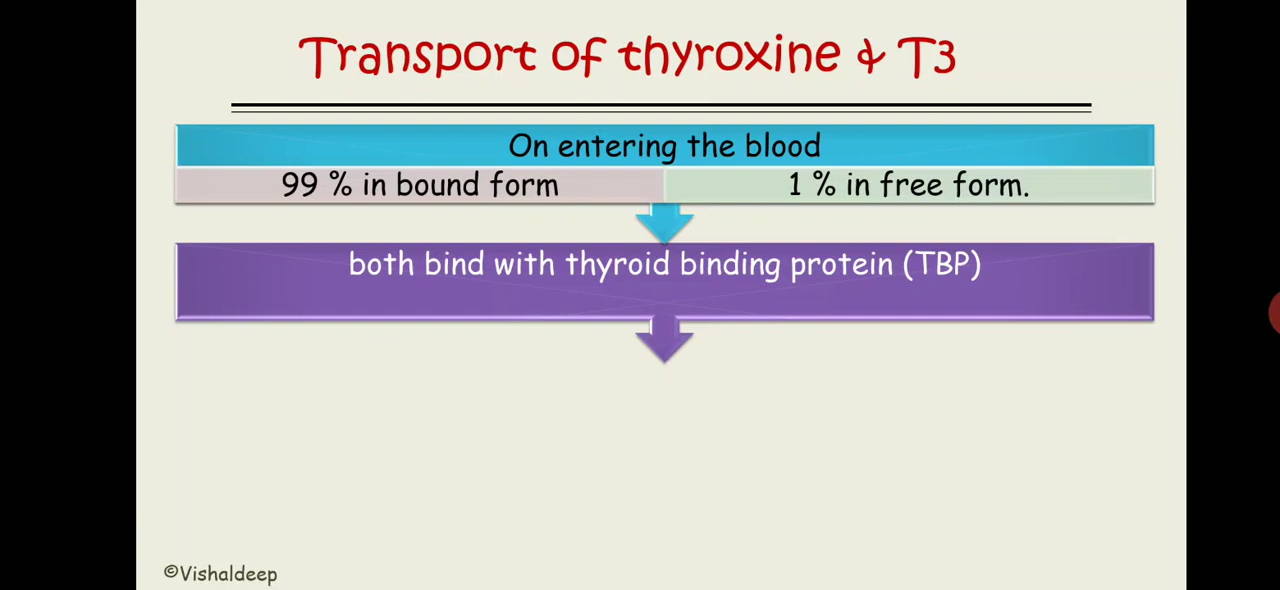 Transport of thyroxine & T3
On entering the blood
99 % in bound form
1 % in free form.
both bind with thyroid binding protein (TBP)
©Vishaldeep